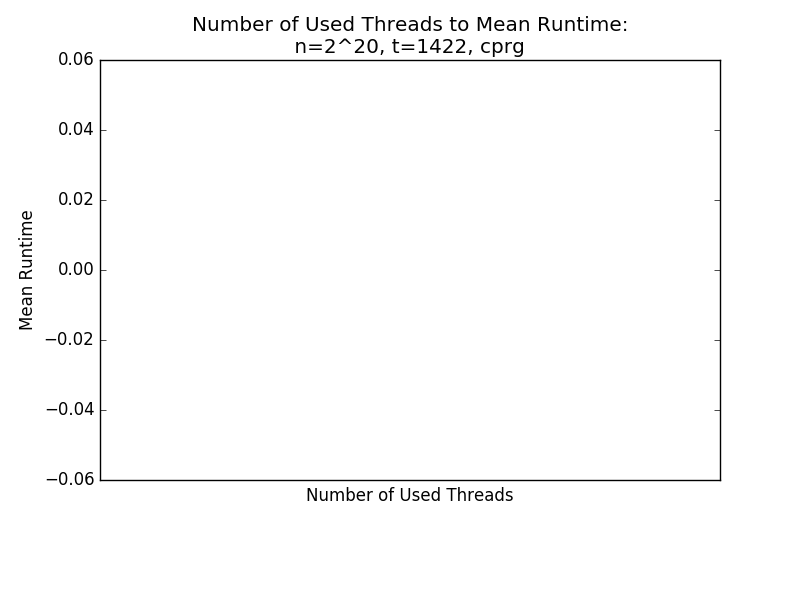 Number of Used Threads to Mean Runtime:
n=2^20, t=1422, cprg
0.06
0.04
0.02
0.00
−0.02
−0.04
−0.06
Mean Runtime
Number of Used Threads